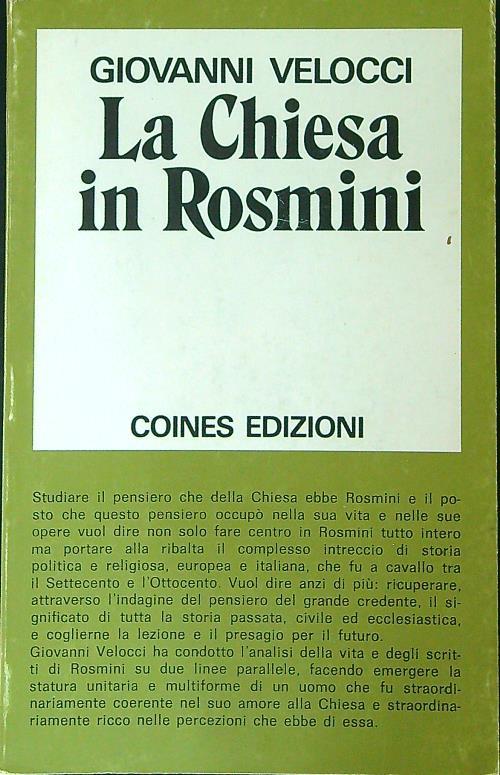 GIOVANNI VELOCCI
La Chiesa
in Rosmini
COINES EDIZIONI
Studiare il pensiero che della Chiesa ebbe Rosmini e il po-
sto che questo pensiero occupò nella sua vita e nelle sue
opere vuol dire non solo fare centro in Rosmini tutto intero
ma portare alla ribalta il complesso intreccio di storia
politica e religiosa, europea e italiana, che fu a cavallo tra
il Settecento e l'Ottocento. Vuol dire anzi di più: ricuperare,
attraverso l'indagine del pensiero del grande credente, il si-
gnificato di tutta la storia passata, civile ed ecclesiastica,
e coglierne la lezione e il presagio per il futuro.
Giovanni Velocci ha condotto l'analisi della vita e degli scrit-
ti di Rosmini su due linee parallele, facendo emergere la
statura unitaria e multiforme di un uomo che fu straordi-
nariamente coerente nel suo amore alla Chiesa e straordina-
riamente ricco nelle percezioni che ebbe di essa.